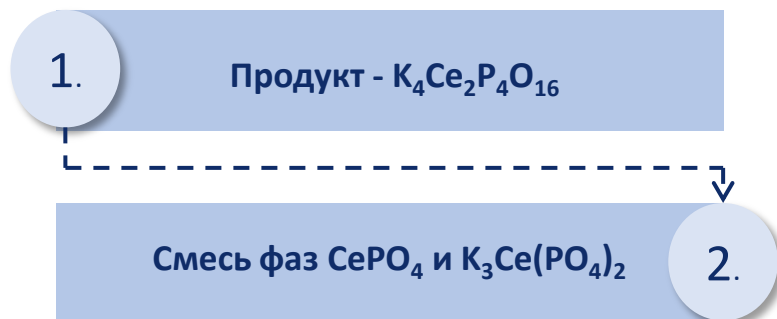 1.
Продукт - K₄Ce₂P₄O₁₆
Смесь фаз CePO₄ и K₃Ce(PO₄)₂
2.